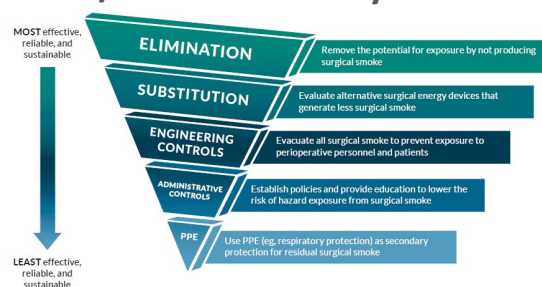 MOST effective,
reliable, and
sustainable
ELIMINATION
Remove the potential for exposure by not producing
surgical smoke
SUBSTITUTION
Evaluate alternative surgical energy devices that
generate less surgical smoke
ENGINEERING
CONTROLS
Evacuate all surgical smoke to prevent exposure to
perioperative personnel and patients
ADMINISTRATIVE
CONTROLS
Establish policies and provide education to lower the
risk of hazard exposure from surgical smoke
PPE
Use PPE (eg, respiratory protection) as secondary
protection for residual surgical smoke
LEAST effective,
reliable, and
sustainable